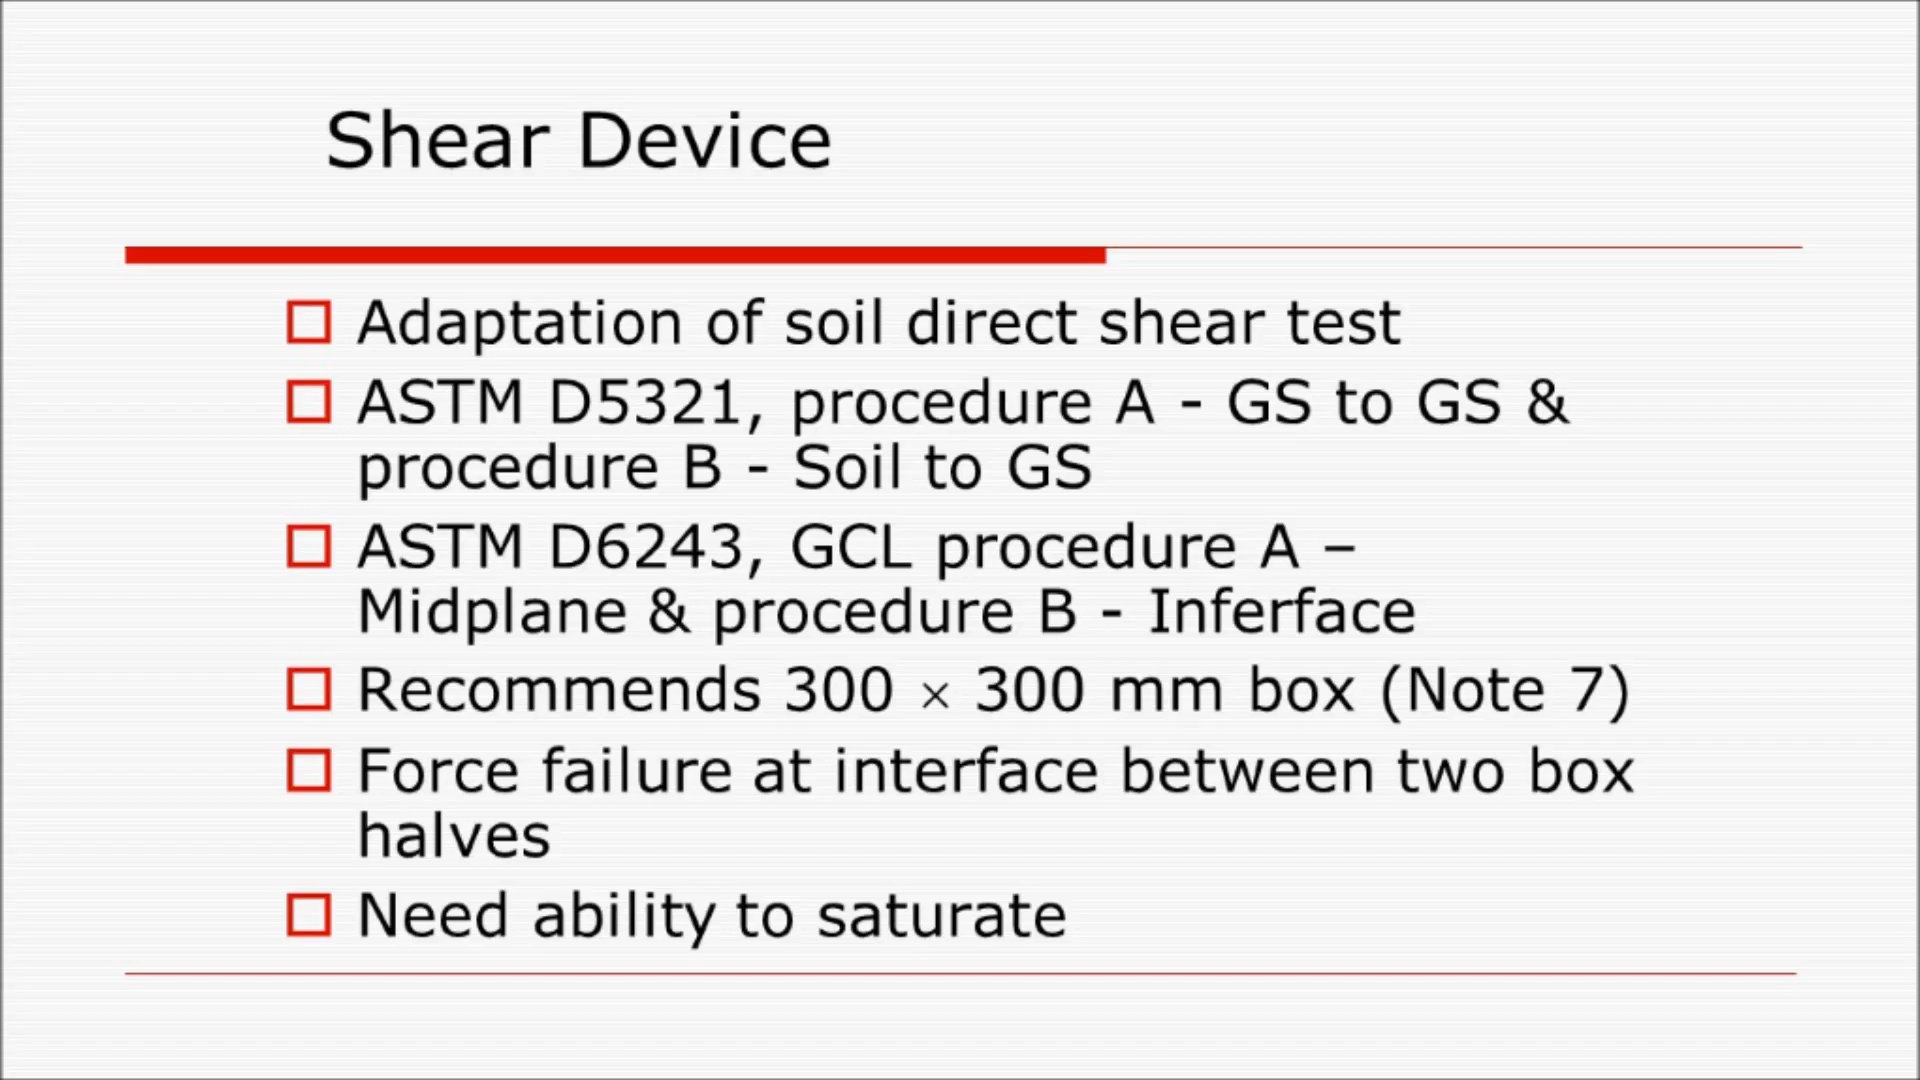 Shear Device
Adaptation of soil direct shear test
ASTM D5321, procedure A - GS to GS &
procedure B - Soil to GS
ASTM D6243, GCL procedure A –
Midplane & procedure B - Inferface
Recommends 300 × 300 mm box (Note 7)
Force failure at interface between two box
halves
Need ability to saturate